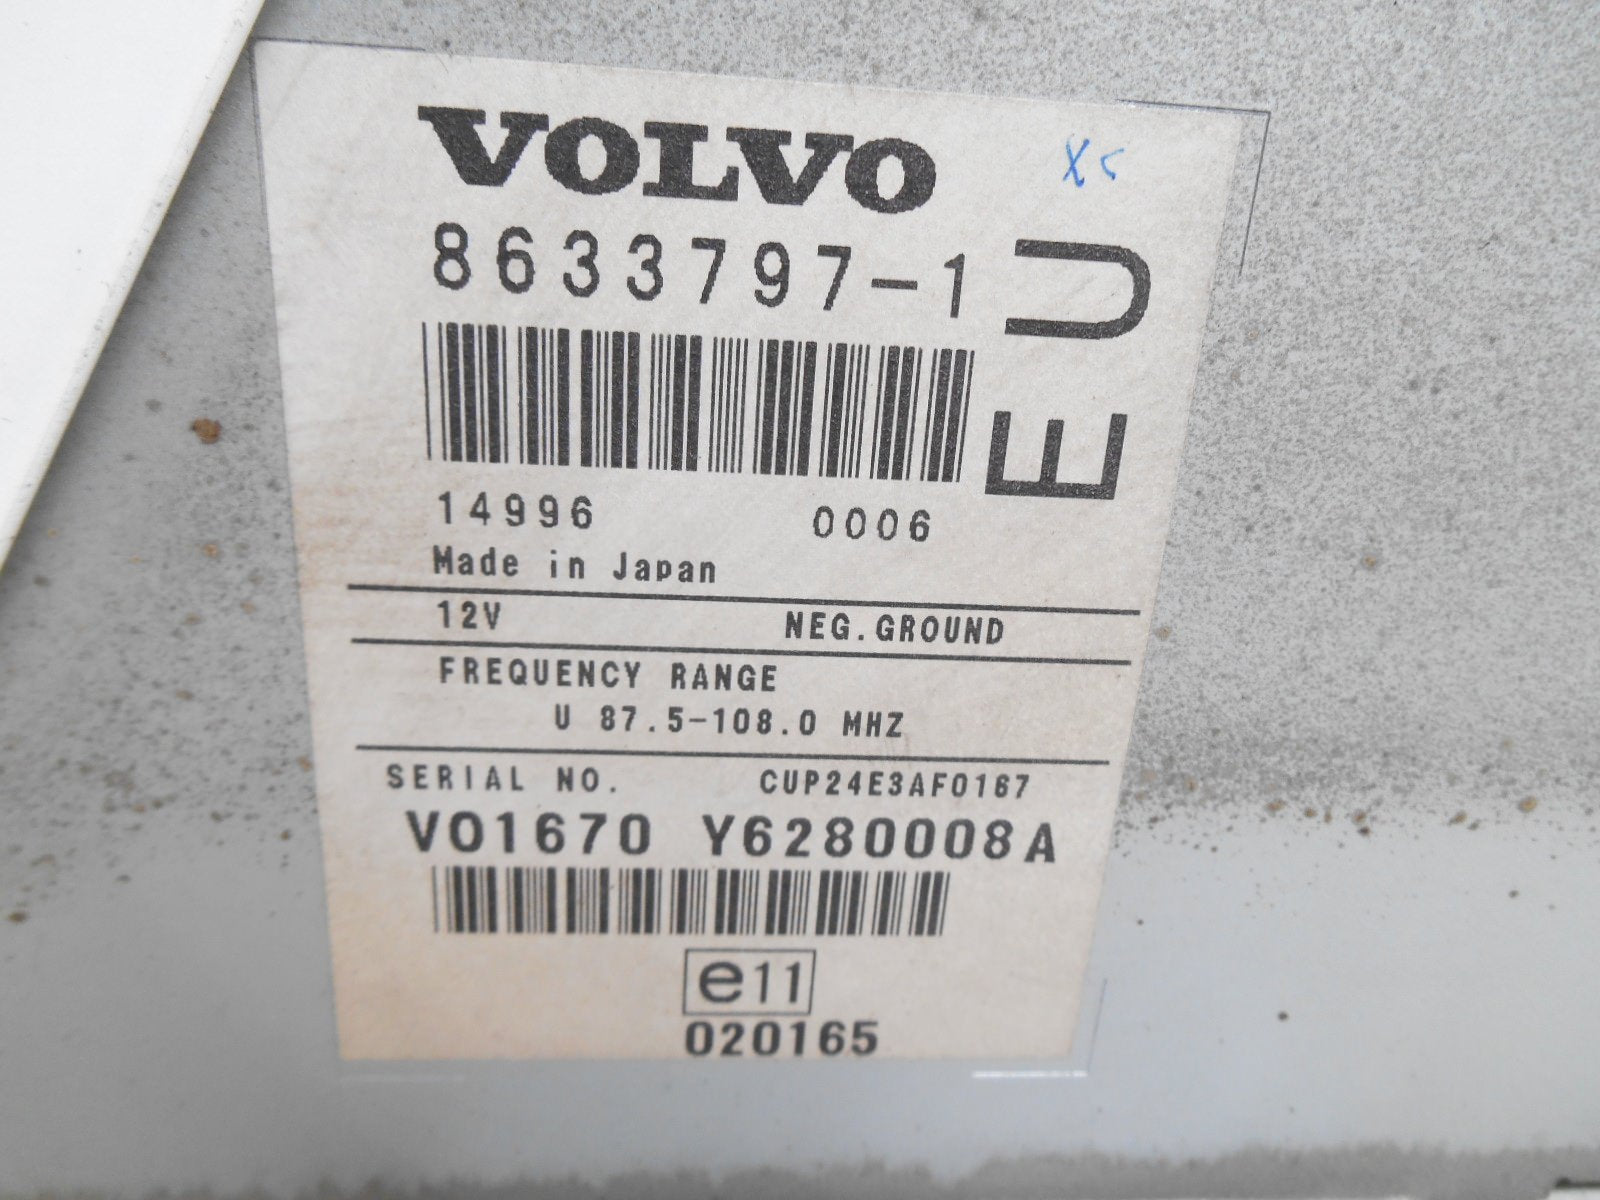 VOLVO
8633797-1
EU
14996 0006
Made in Japan
12V NEG.GROUND
FREQUENCY RANGE
U 87.5-108.0 MHZ
SERIAL NO. CUP24E3AF0167
VO1670 Y6280008A
e11
020165